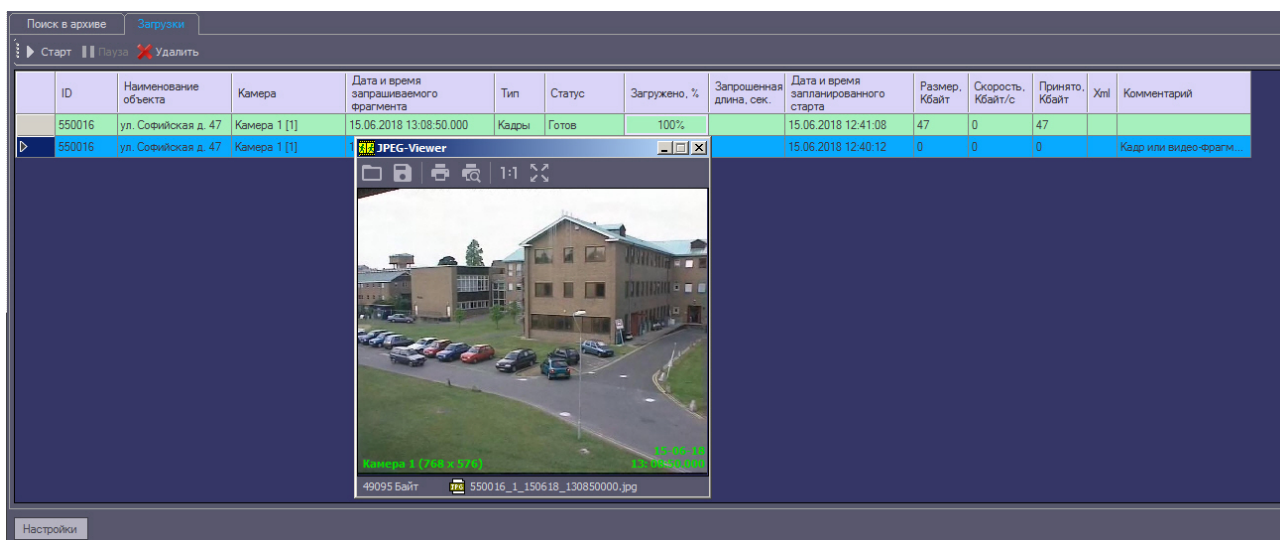 Поиск в архиве Загрузки
Старт Пауза Удалить
ID Наименование объекта Камера Дата и время запрашиваемого фрагмента Тип Статус Загружено, % Запрошенная длина, сек. Дата и время запланированного старта Размер, Кбайт Скорость, Кбайт/с Принято, Кбайт Xml Комментарий
550016 ул. Софийская д. 47 Камера 1 [1] 15.06.2018 13:08:50.000 Кадры Готов 100% 15.06.2018 12:41:08 47 0 47
550016 ул. Софийская д. 47 Камера 1 [1] 15.06.2018 12:40:12 0 0 0 Кадр или видео-фрагм...
JPEG-Viewer
1:1
15-06-18
Камера 1 (768 x 576) 13:08:50.000
49095 Байт JPG 550016_1_150618_130850000.jpg
Настройки